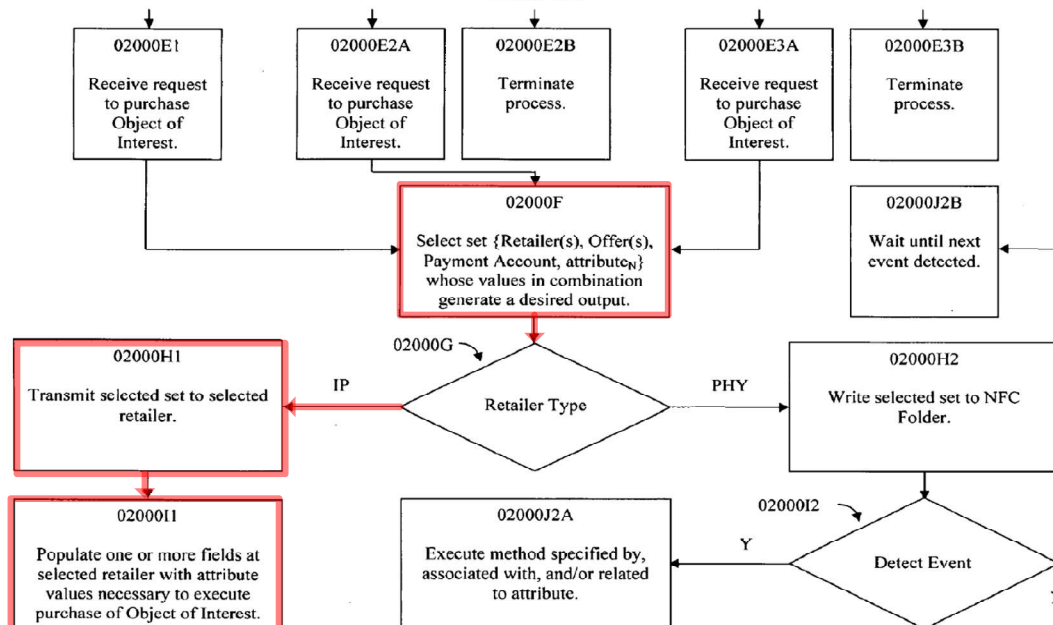 02000E1
Receive request
to purchase
Object of
Interest.
02000E2A
Receive request
to purchase
Object of
Interest.
02000E2B
Terminate
process.
02000E3A
Receive request
to purchase
Object of
Interest.
02000E3B
Terminate
process.
02000F
Select set {Retailer(s), Offer(s),
Payment Account, attributeN}
whose values in combination
generate a desired output.
02000J2B
Wait until next
event detected.
02000H1
Transmit selected set to selected
retailer.
IP
02000G
Retailer Type
PHY
02000H2
Write selected set to NFC
Folder.
02000I1
Populate one or more fields at
selected retailer with attribute
values necessary to execute
purchase of Object of Interest.
02000J2A
Execute method specified by,
associated with, and/or related
to attribute.
Y
02000I2
Detect Event